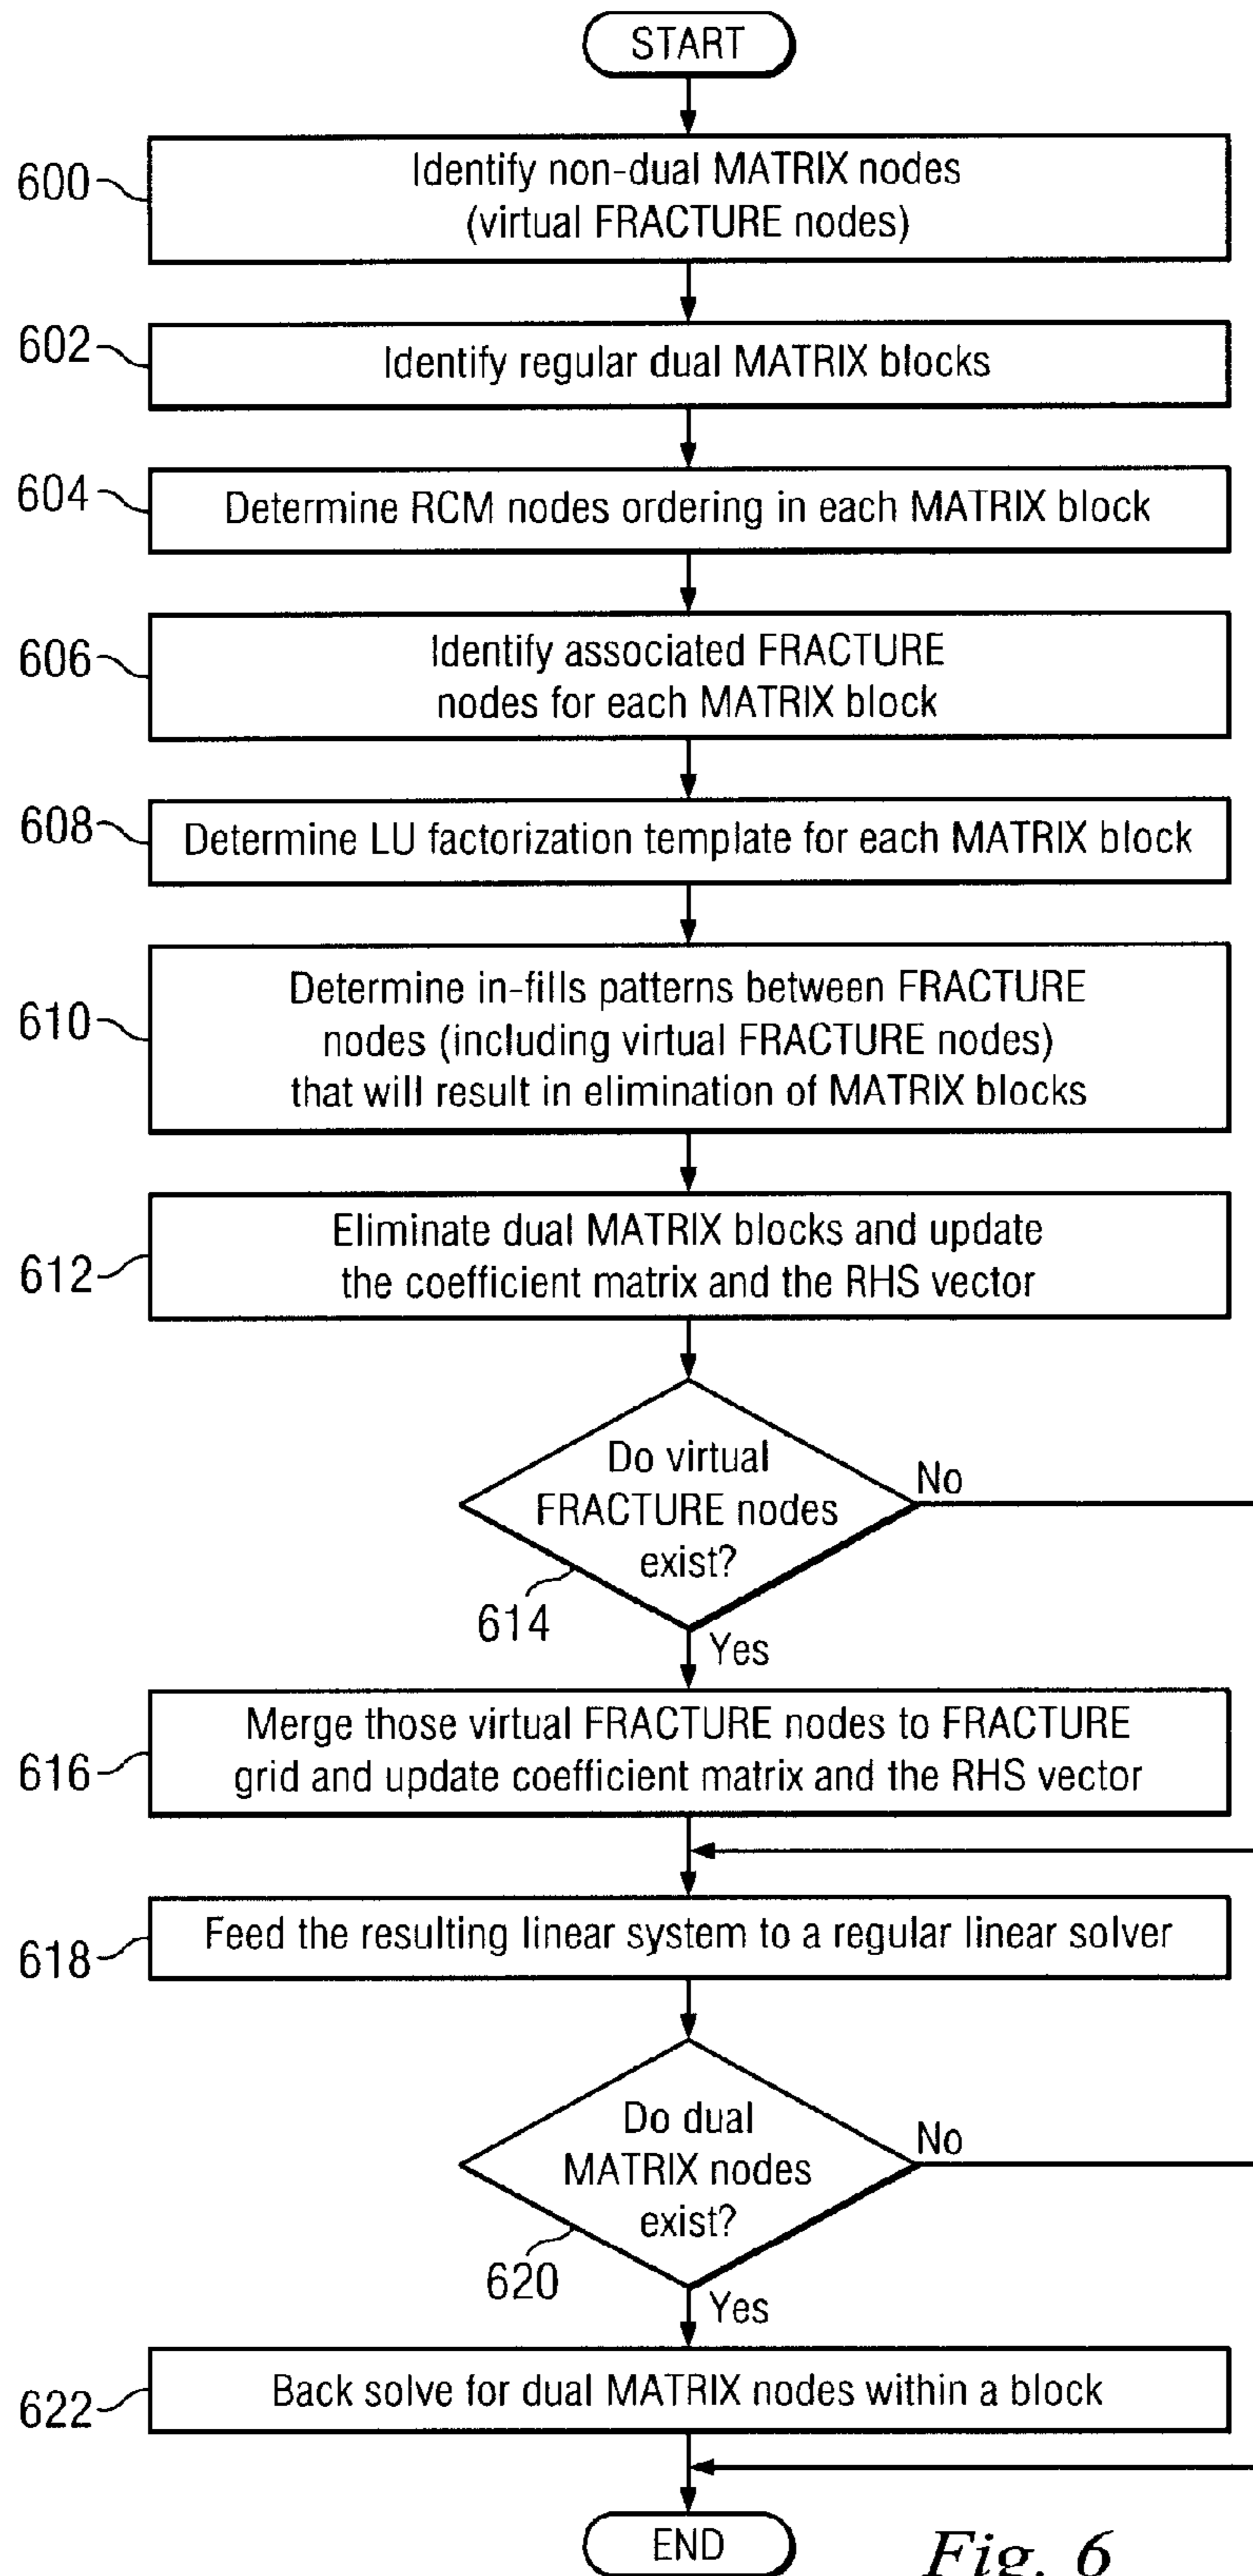 START
600
Identify non-dual MATRIX nodes
(virtual FRACTURE nodes)
602
Identify regular dual MATRIX blocks
604
Determine RCM nodes ordering in each MATRIX block
606
Identify associated FRACTURE
nodes for each MATRIX block
608
Determine LU factorization template for each MATRIX block
610
Determine in-fills patterns between FRACTURE
nodes (including virtual FRACTURE nodes)
that will result in elimination of MATRIX blocks
612
Eliminate dual MATRIX blocks and update
the coefficient matrix and the RHS vector
Do virtual
FRACTURE nodes
exist?
No
614
Yes
616
Merge those virtual FRACTURE nodes to FRACTURE
grid and update coefficient matrix and the RHS vector
618
Feed the resulting linear system to a regular linear solver
Do dual
MATRIX nodes
exist?
No
620
Yes
622
Back solve for dual MATRIX nodes within a block
END
Fig. 6